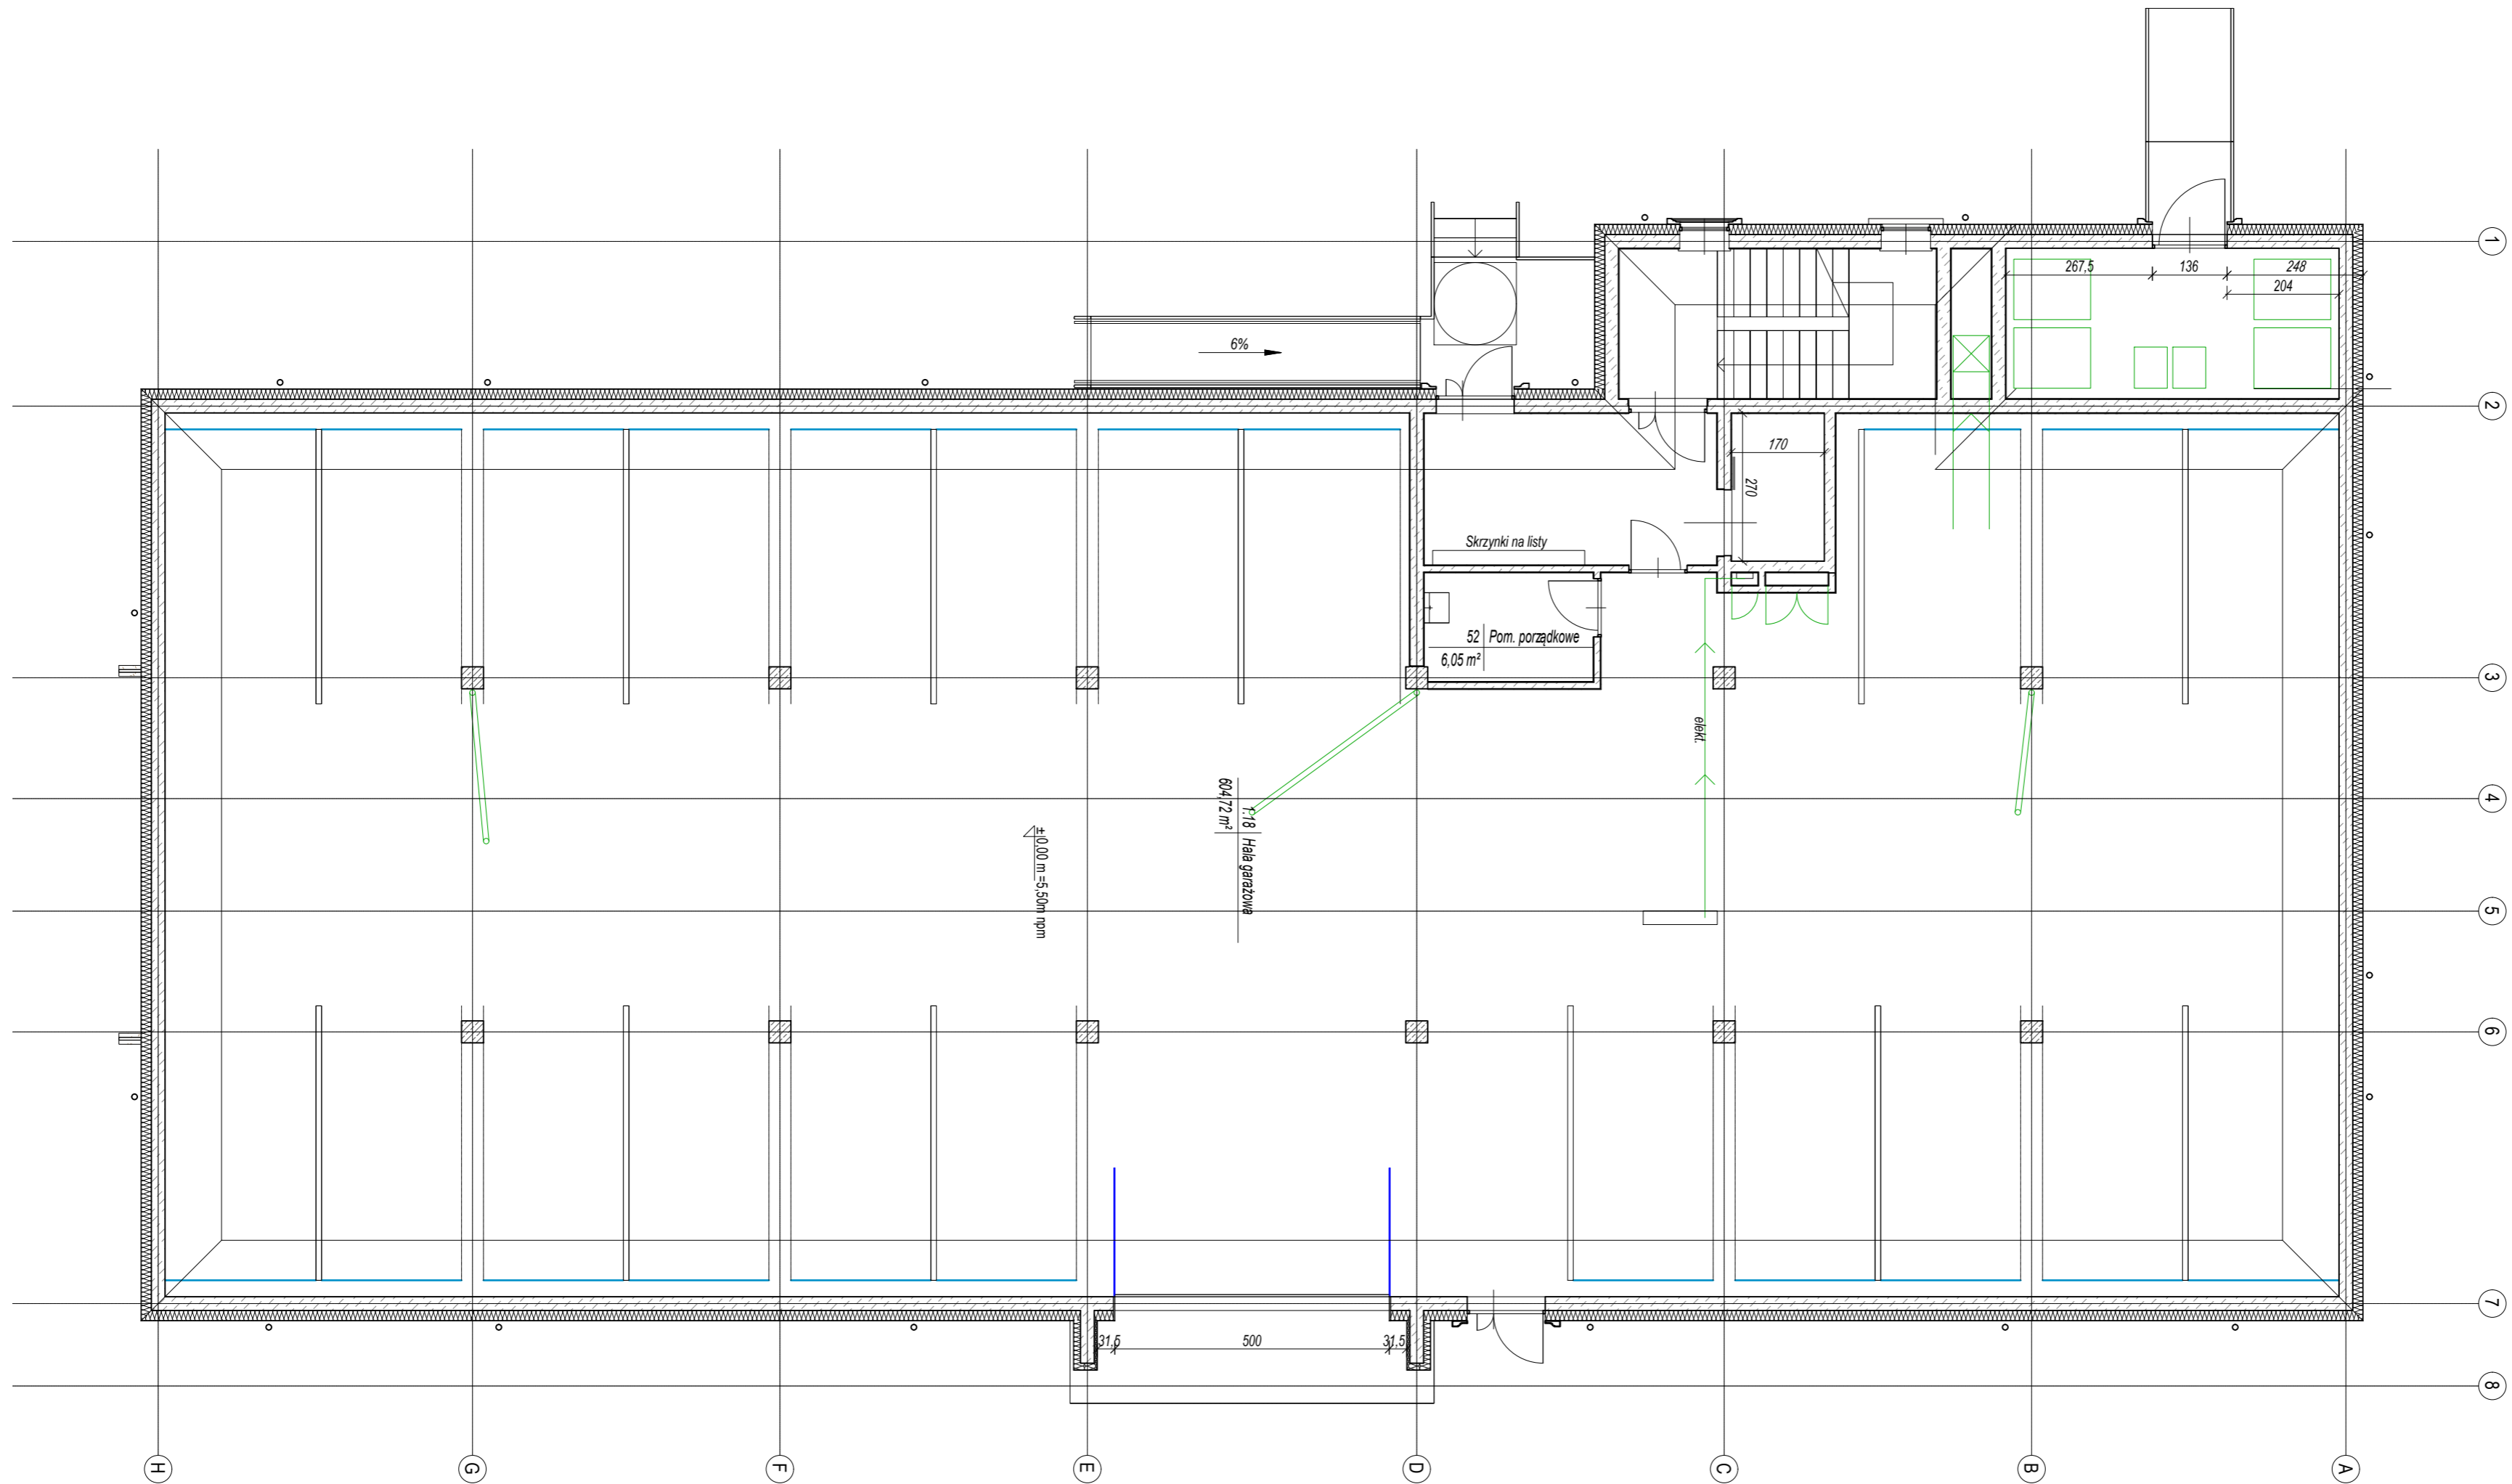 1
267,5
136
248
204
6%
2
170
270
Skrzynki na listy
52 Pom. porządkowe
6,05 m²
3
elekt.
4
1.18 Hala garażowa
604,72 m²
±0,00 m =5,50m npm
5
6
7
31,5
500
31,5
8
H
G
F
E
D
C
B
A